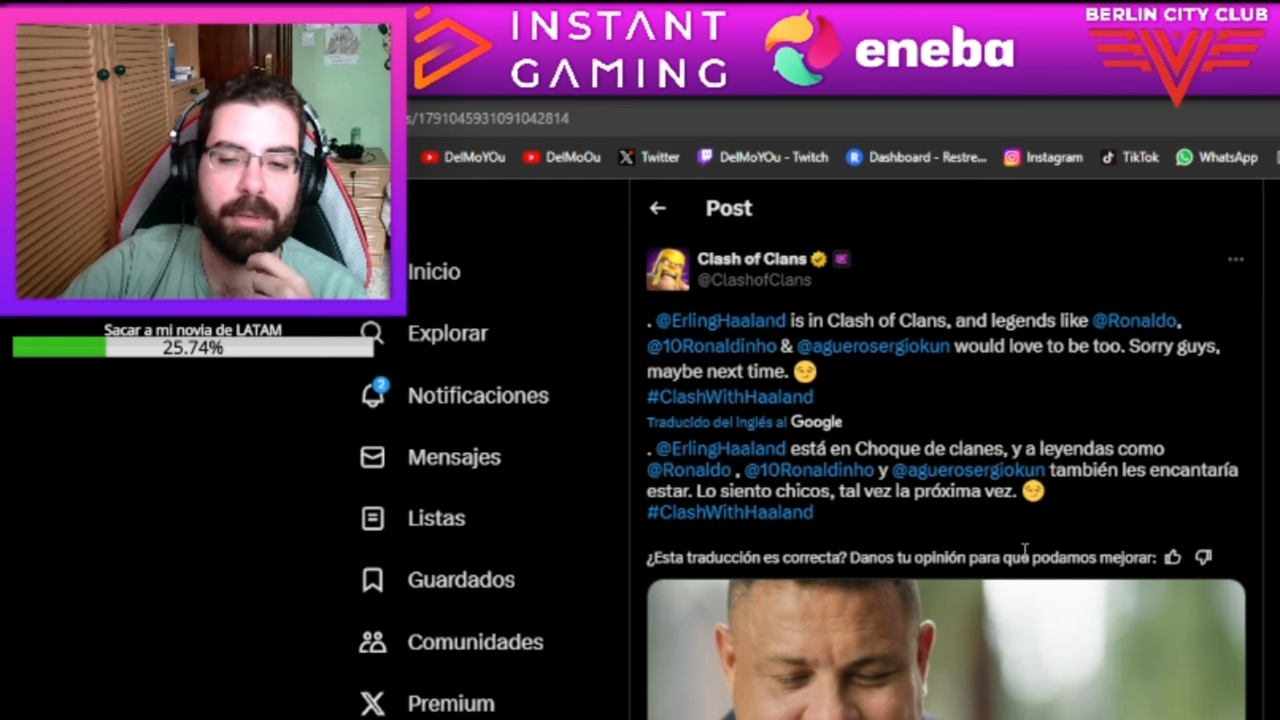 INSTANT
GAMING
eneba
BERLIN CITY CLUB
s/1791045931091042814
DelMoYOu
DelMoOu
Twitter
DelMoYOu - Twitch
Dashboard - Restre...
Instagram
TikTok
WhatsApp
Post
Clash of Clans
@ClashofClans
. @ErlingHaaland is in Clash of Clans, and legends like @Ronaldo,
@10Ronaldinho & @aguerosergiokun would love to be too. Sorry guys,
maybe next time. 😏
#ClashWithHaaland
Traducido del inglés al Google
. @ErlingHaaland está en Choque de clanes, y a leyendas como
@Ronaldo , @10Ronaldinho y @aguerosergiokun también les encantaría
estar. Lo siento chicos, tal vez la próxima vez. 😏
#ClashWithHaaland
¿Esta traducción es correcta? Danos tu opinión para que podamos mejorar:
Sacar a mi novia de LATAM
25.74%
Inicio
Explorar
2
Notificaciones
Mensajes
Listas
Guardados
Comunidades
Premium